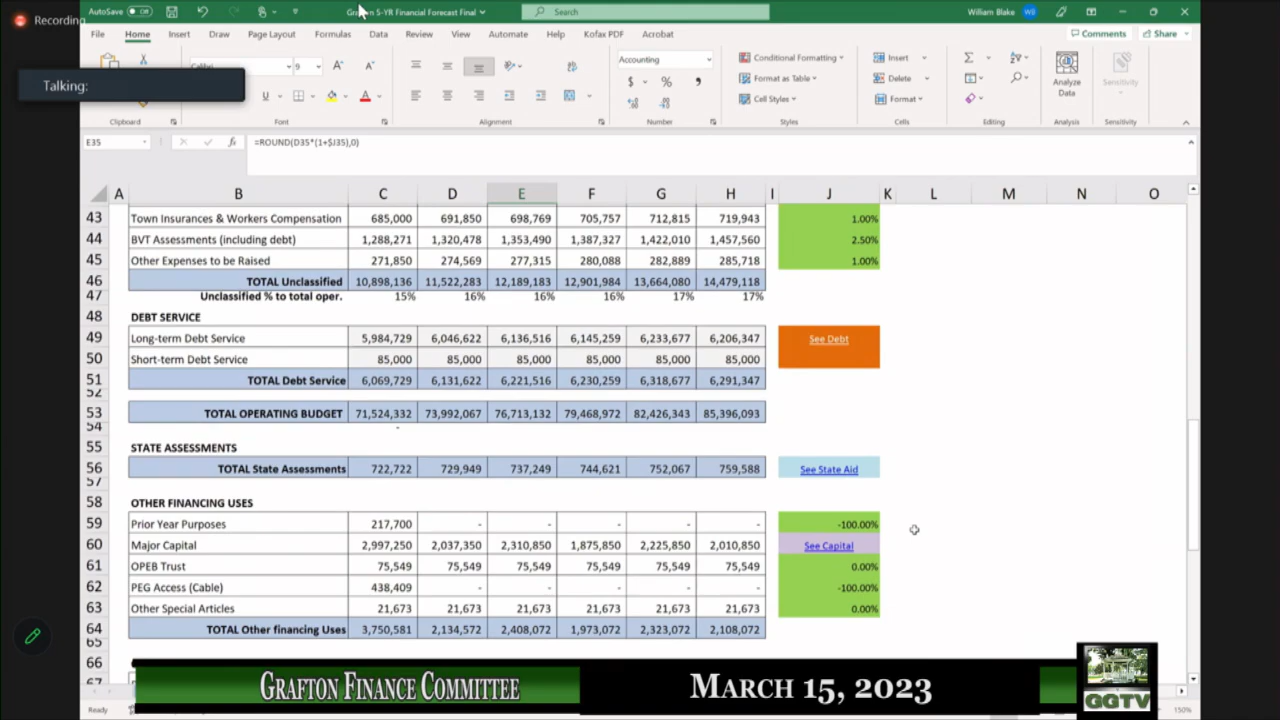 Recording
AutoSave Off
Grafton 5-YR Financial Forecast Final
Search
William Blake
WB
File Home Insert Draw Page Layout Formulas Data Review View Automate Help Kofax PDF Acrobat
Comments
Share
Talking:
9
Accounting
Conditional Formatting
Format as Table
Cell Styles
Insert
Delete
Format
Analyze
Data
Sensitivity
Clipboard Font Alignment Number Styles Cells Editing Analysis Sensitivity
E35
=ROUND(D35*(1+$J35),0)
A B C D E F G H I J K L M N O
43 Town Insurances & Workers Compensation 685,000 691,850 698,769 705,757 712,815 719,943 1.00%
44 BVT Assessments (including debt) 1,288,271 1,320,478 1,353,490 1,387,327 1,422,010 1,457,560 2.50%
45 Other Expenses to be Raised 271,850 274,569 277,315 280,088 282,889 285,718 1.00%
46 TOTAL Unclassified 10,898,136 11,522,283 12,189,183 12,901,984 13,664,080 14,479,118
47 Unclassified % to total oper. 15% 16% 16% 16% 17% 17%
48 DEBT SERVICE
49 Long-term Debt Service 5,984,729 6,046,622 6,136,516 6,145,259 6,233,677 6,206,347 See Debt
50 Short-term Debt Service 85,000 85,000 85,000 85,000 85,000 85,000
51 TOTAL Debt Service 6,069,729 6,131,622 6,221,516 6,230,259 6,318,677 6,291,347
52
53 TOTAL OPERATING BUDGET 71,524,332 73,992,067 76,713,132 79,468,972 82,426,343 85,396,093
54 -
55 STATE ASSESSMENTS
56 TOTAL State Assessments 722,722 729,949 737,249 744,621 752,067 759,588 See State Aid
57
58 OTHER FINANCING USES
59 Prior Year Purposes 217,700 - - - - - -100.00%
60 Major Capital 2,997,250 2,037,350 2,310,850 1,875,850 2,225,850 2,010,850 See Capital
61 OPEB Trust 75,549 75,549 75,549 75,549 75,549 75,549 0.00%
62 PEG Access (Cable) 438,409 - - - - - -100.00%
63 Other Special Articles 21,673 21,673 21,673 21,673 21,673 21,673 0.00%
64 TOTAL Other financing Uses 3,750,581 2,134,572 2,408,072 1,973,072 2,323,072 2,108,072
65
66
67
GRAFTON FINANCE COMMITTEE
MARCH 15, 2023
GGTV
Ready
150%